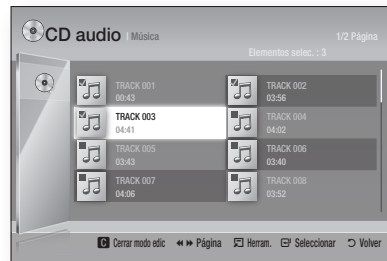 CD audio | Música 1/2 Página
Elementos selec. : 3
TRACK 001 TRACK 002
00:43 03:56
TRACK 003 TRACK 004
04:41 04:02
TRACK 005 TRACK 006
03:43 03:40
TRACK 007 TRACK 008
04:06 03:52
C Cerrar modo edic Página Herram. Seleccionar Volver